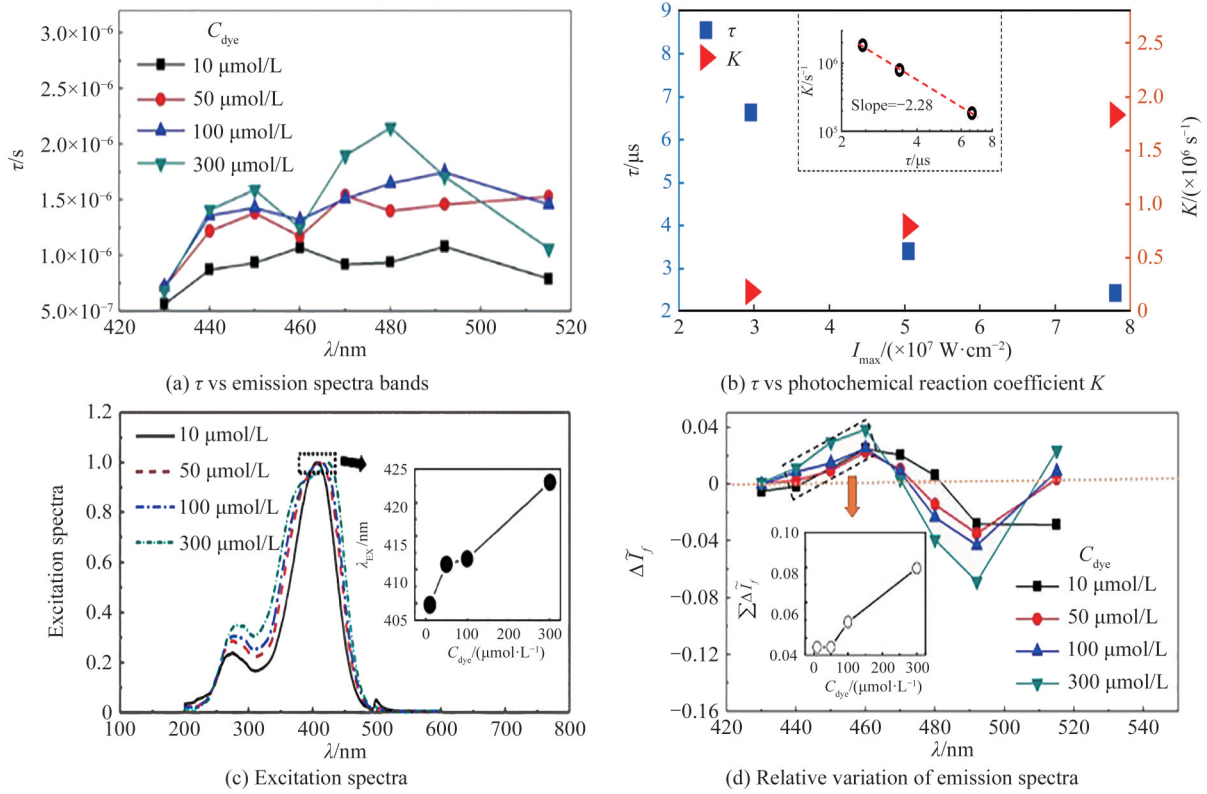 3.2×10⁻⁶
3.0×10⁻⁶
2.5×10⁻⁶
2.0×10⁻⁶
1.5×10⁻⁶
1.0×10⁻⁶
5.0×10⁻⁷
τ/s
C_dye
10 μmol/L
50 μmol/L
100 μmol/L
300 μmol/L
420 440 460 480 500 520
λ/nm
(a) τ vs emission spectra bands
9
8
7
6
5
4
3
2
τ/μs
τ
K
K/s⁻¹
10⁶
10⁵
Slope=−2.28
2 4 6 8
τ/μs
2.5
2.0
1.5
1.0
0.5
0
K/(×10⁶ s⁻¹)
2 3 4 5 6 7 8
I_max/(×10⁷ W·cm⁻²)
(b) τ vs photochemical reaction coefficient K
1.2
1.0
0.8
0.6
0.4
0.2
0
Excitation spectra
10 μmol/L
50 μmol/L
100 μmol/L
300 μmol/L
425
423
420
415
412
410
405
λ_EX/nm
0 100 200 300
C_dye/(μmol·L⁻¹)
100 200 300 400 500 600 700 800
λ/nm
(c) Excitation spectra
0.04
0
−0.04
−0.08
−0.12
−0.16
ΔĨ_f
0.10
0.08
0.06
0.04
∑ΔĨ_f
0 100 200 300
C_dye/(μmol·L⁻¹)
C_dye
10 μmol/L
50 μmol/L
100 μmol/L
300 μmol/L
420 440 460 480 500 520 540
λ/nm
(d) Relative variation of emission spectra